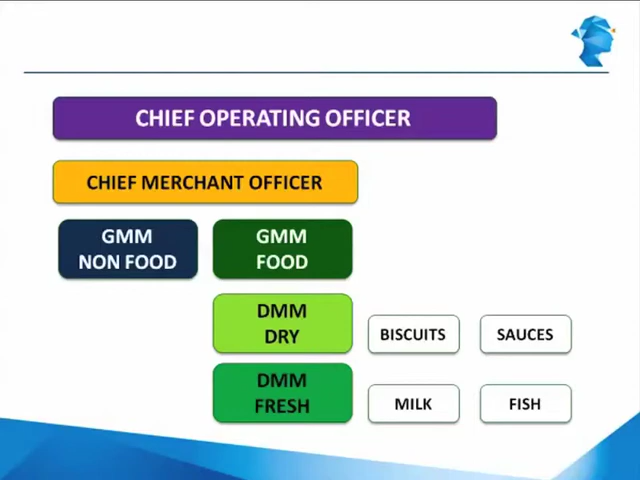 CHIEF OPERATING OFFICER
CHIEF MERCHANT OFFICER
GMM
NON FOOD
GMM
FOOD
DMM
DRY
BISCUITS
SAUCES
DMM
FRESH
MILK
FISH